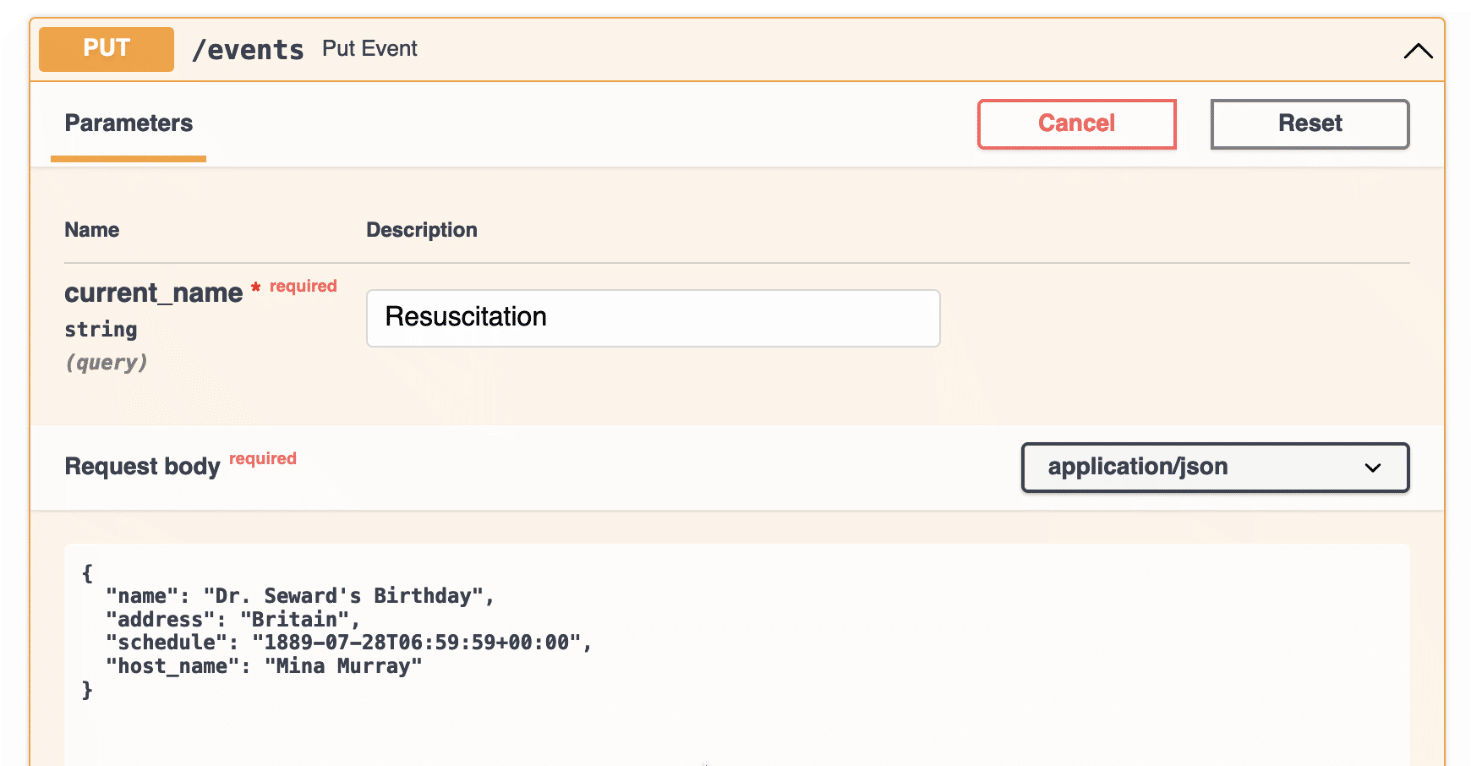 PUT /events Put Event
Parameters Cancel Reset
Name Description
current_name * required
Resuscitation
string
(query)
Request body required application/json
{
"name": "Dr. Seward's Birthday",
"address": "Britain",
"schedule": "1889-07-28T06:59:59+00:00",
"host_name": "Mina Murray"
}